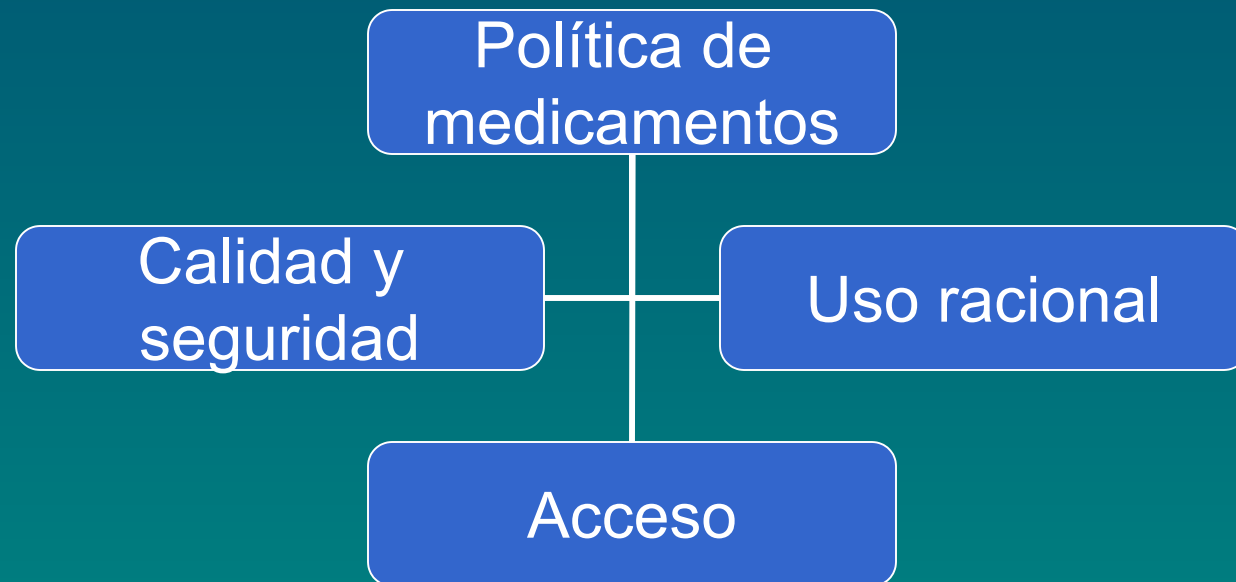 Política de
medicamentos
Calidad y
seguridad
Uso racional
Acceso